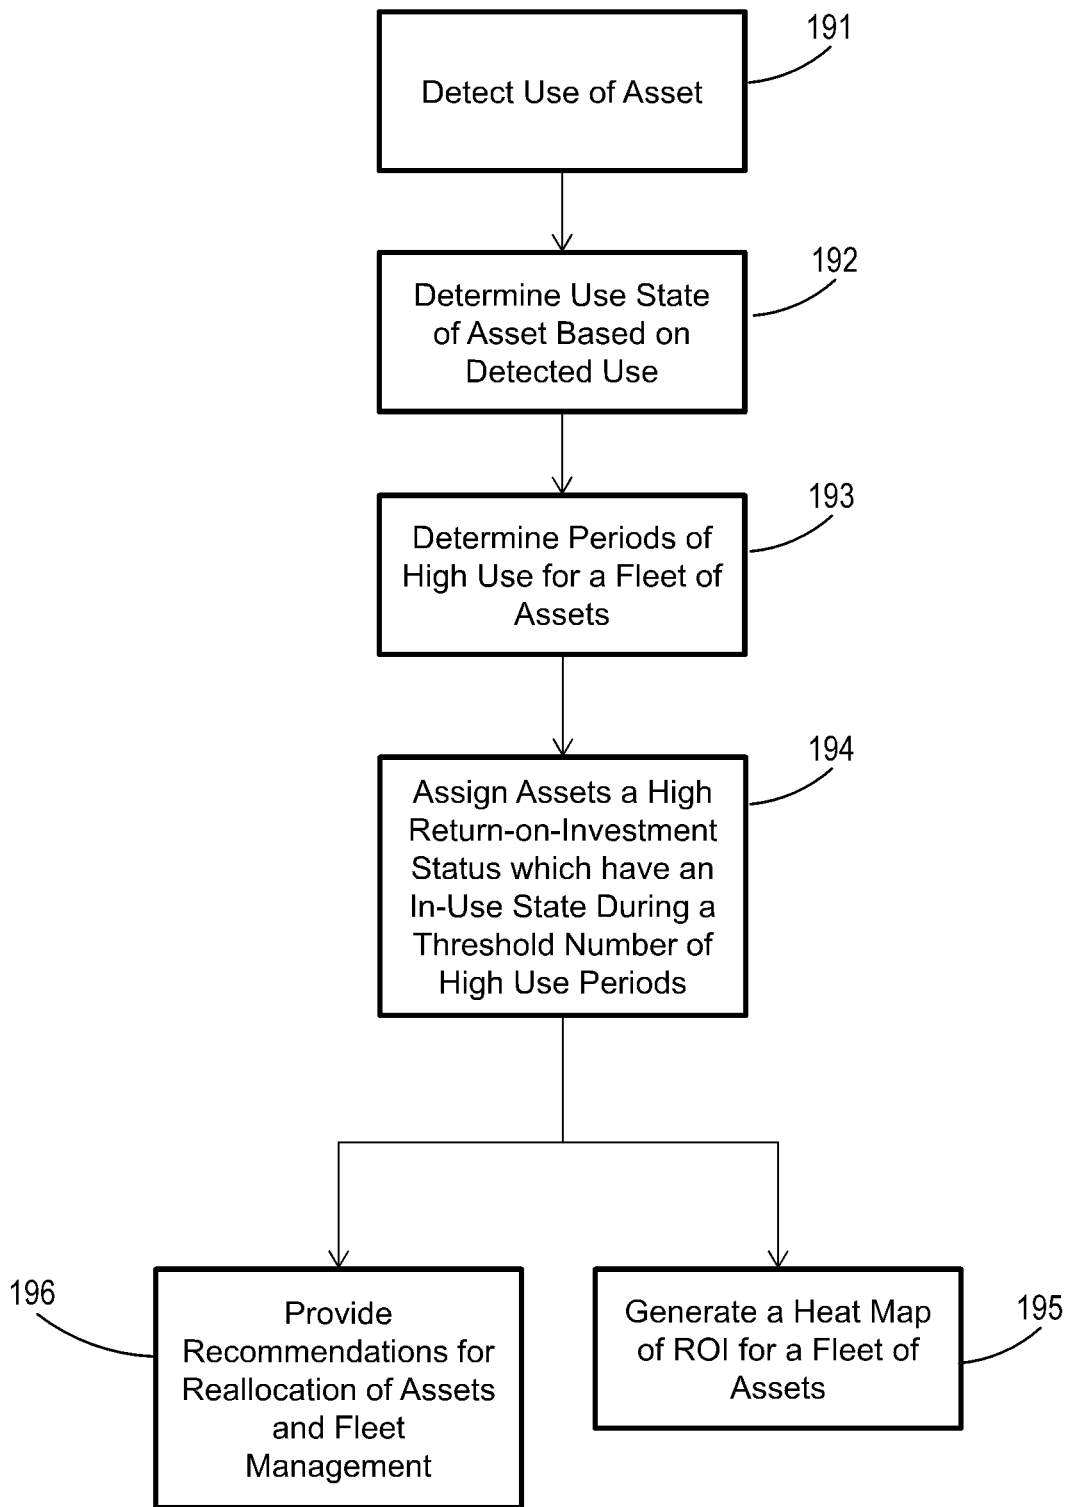 191
Detect Use of Asset
192
Determine Use State
of Asset Based on
Detected Use
193
Determine Periods of
High Use for a Fleet of
Assets
194
Assign Assets a High
Return-on-Investment
Status which have an
In-Use State During a
Threshold Number of
High Use Periods
196
Provide
Recommendations for
Reallocation of Assets
and Fleet
Management
Generate a Heat Map
of ROI for a Fleet of
Assets
195